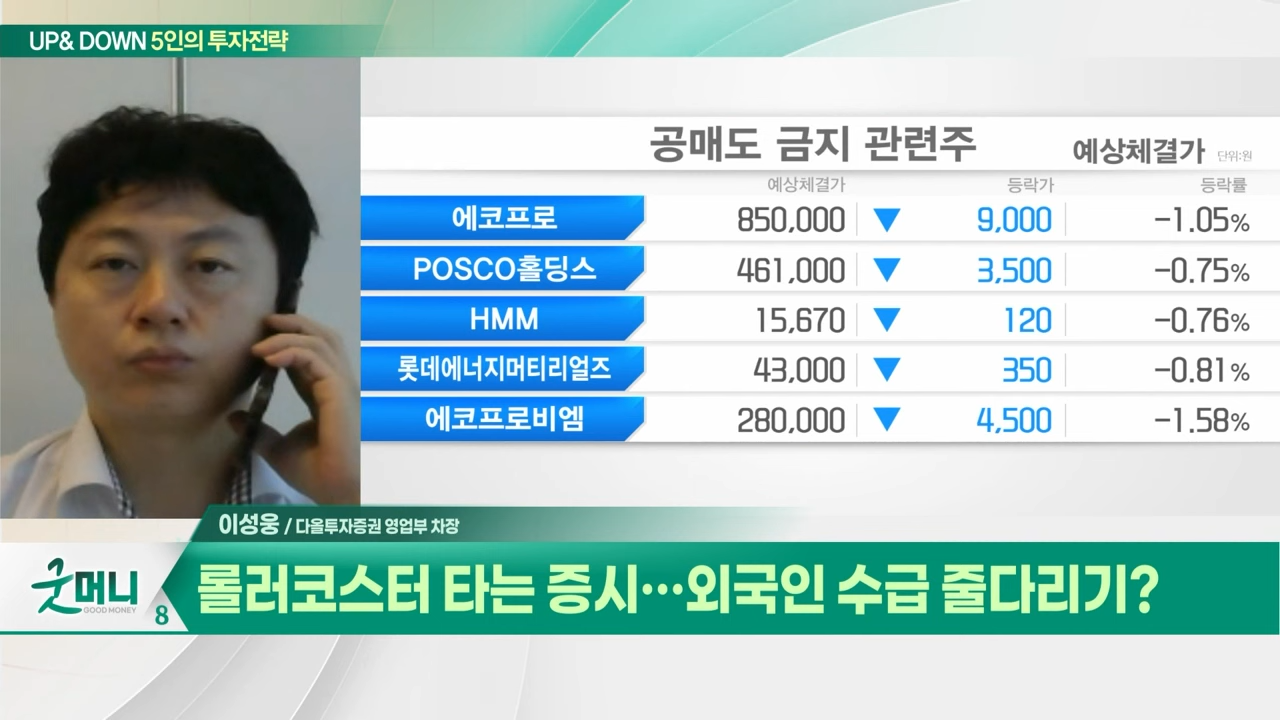 UP& DOWN 5인의 투자전략
공매도 금지 관련주 예상체결가 단위:원
예상체결가 등락가 등락률
에코프로 850,000 ▼ 9,000 -1.05%
POSCO홀딩스 461,000 ▼ 3,500 -0.75%
HMM 15,670 ▼ 120 -0.76%
롯데에너지머티리얼즈 43,000 ▼ 350 -0.81%
에코프로비엠 280,000 ▼ 4,500 -1.58%
이성웅 / 다올투자증권 영업부 차장
굿머니
GOOD MONEY
8
롤러코스터 타는 증시…외국인 수급 줄다리기?